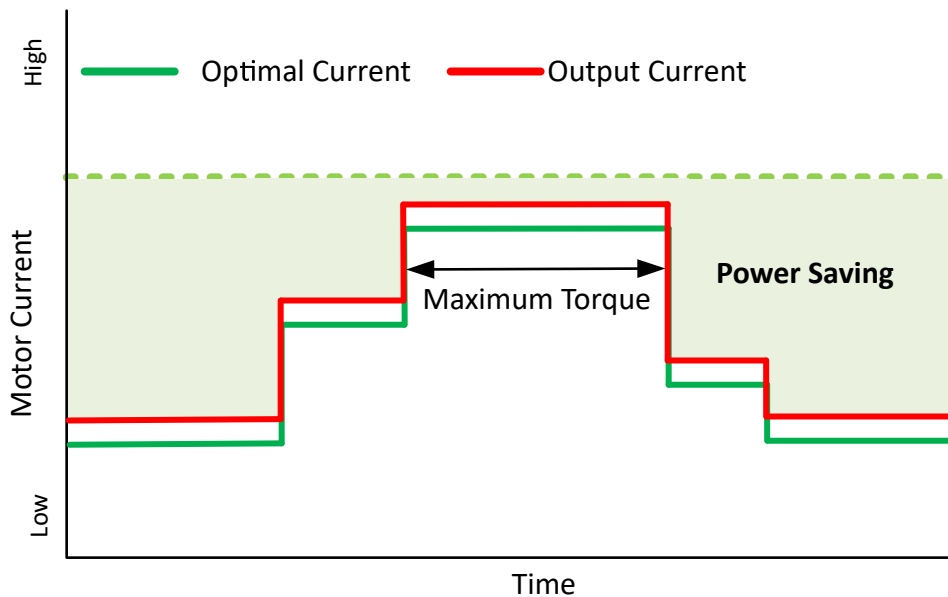 High
Optimal Current
Output Current
Motor Current
Power Saving
Maximum Torque
Low
Time